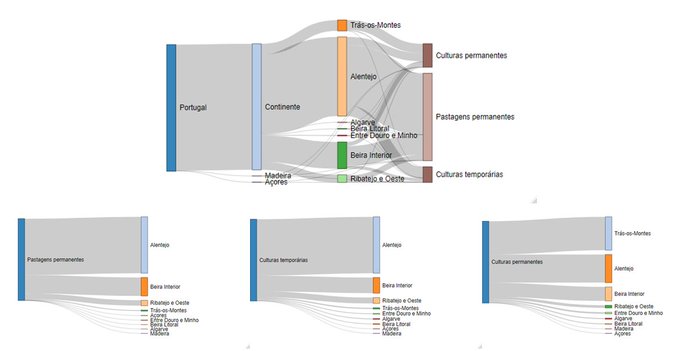 Trás-os-Montes
Culturas permanentes
Alentejo
Portugal
Continente
Pastagens permanentes
Algarve
Beira Litoral
Entre Douro e Minho
Beira Interior
Madeira
Açores
Ribatejo e Oeste
Culturas temporárias
Pastagens permanentes
Alentejo
Beira Interior
Ribatejo e Oeste
Trás-os-Montes
Açores
Entre Douro e Minho
Beira Litoral
Algarve
Madeira
Culturas temporárias
Alentejo
Beira Interior
Ribatejo e Oeste
Trás-os-Montes
Entre Douro e Minho
Algarve
Beira Litoral
Açores
Madeira
Culturas permanentes
Trás-os-Montes
Alentejo
Beira Interior
Ribatejo e Oeste
Entre Douro e Minho
Algarve
Beira Litoral
Açores
Madeira